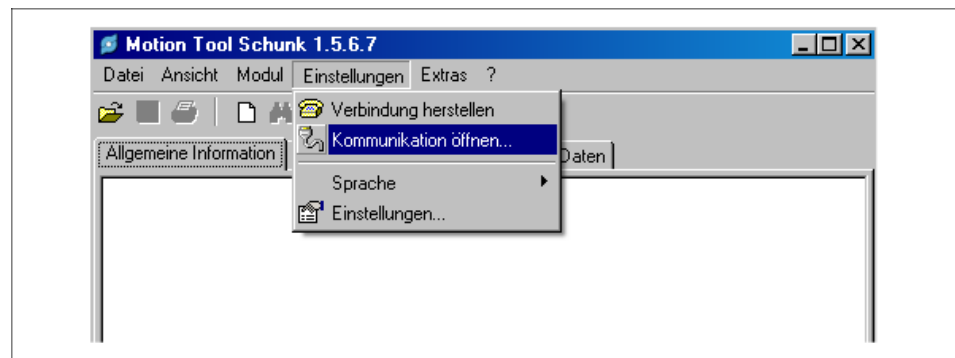 Motion Tool Schunk 1.5.6.7
Datei Ansicht Modul Einstellungen Extras ?
Verbindung herstellen
Kommunikation öffnen...
Allgemeine Information Daten
Sprache
Einstellungen...